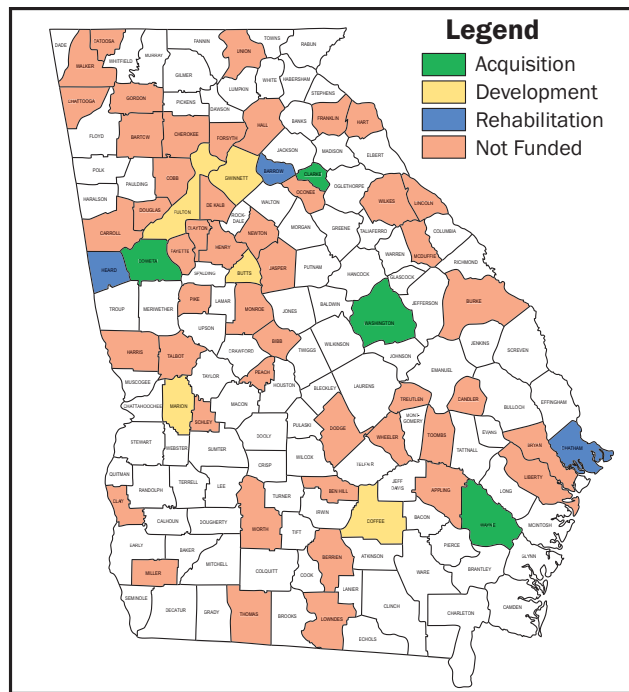 Legend
Acquisition
Development
Rehabilitation
Not Funded
DADE
CATOOSA
WALKER
WHITFIELD
MURRAY
FANNIN
UNION
TOWNS
RABUN
GILMER
WHITE
HABERSHAM
LUMPKIN
STEPHENS
CHATTOOGA
GORDON
PICKENS
DAWSON
BANKS
FRANKLIN
HART
FLOYD
BARTOW
CHEROKEE
FORSYTH
HALL
JACKSON
MADISON
ELBERT
POLK
PAULDING
COBB
GWINNETT
BARROW
CLARKE
OCONEE
OGLETHORPE
WILKES
LINCOLN
HARALSON
DOUGLAS
FULTON
DE KALB
ROCK-
DALE
WALTON
MORGAN
GREENE
TALIAFERRO
COLUMBIA
CARROLL
CLAYTON
HENRY
NEWTON
WARREN
MCDUFFIE
RICHMOND
HEARD
COWETA
FAYETTE
SPALDING
BUTTS
JASPER
PUTNAM
HANCOCK
GLASCOCK
JEFFERSON
BURKE
TROUP
MERIWETHER
PIKE
LAMAR
MONROE
JONES
BALDWIN
WASHINGTON
UPSON
BIBB
WILKINSON
JOHNSON
JENKINS
SCREVEN
HARRIS
TALBOT
CRAWFORD
TWIGGS
EMANUEL
TAYLOR
PEACH
HOUSTON
BLECKLEY
LAURENS
MUSCOGEE
CHATTAHOOCHEE
MARION
SCHLEY
MACON
TREUTLEN
CANDLER
BULLOCH
EFFINGHAM
PULASKI
DODGE
WHEELER
MONT-
GOMERY
TOOMBS
EVANS
TATTNALL
BRYAN
CHATHAM
STEWART
WEBSTER
SUMTER
DOOLY
WILCOX
TELFAIR
LIBERTY
QUITMAN
RANDOLPH
TERRELL
LEE
CRISP
BEN HILL
JEFF
DAVIS
APPLING
LONG
CLAY
CALHOUN
DOUGHERTY
WORTH
TURNER
IRWIN
COFFEE
BACON
WAYNE
MCINTOSH
TIFT
EARLY
BAKER
MITCHELL
COLQUITT
COOK
BERRIEN
ATKINSON
PIERCE
WARE
BRANTLEY
GLYNN
MILLER
SEMINOLE
DECATUR
GRADY
THOMAS
BROOKS
LOWNDES
LANIER
CLINCH
ECHOLS
CHARLTON
CAMDEN